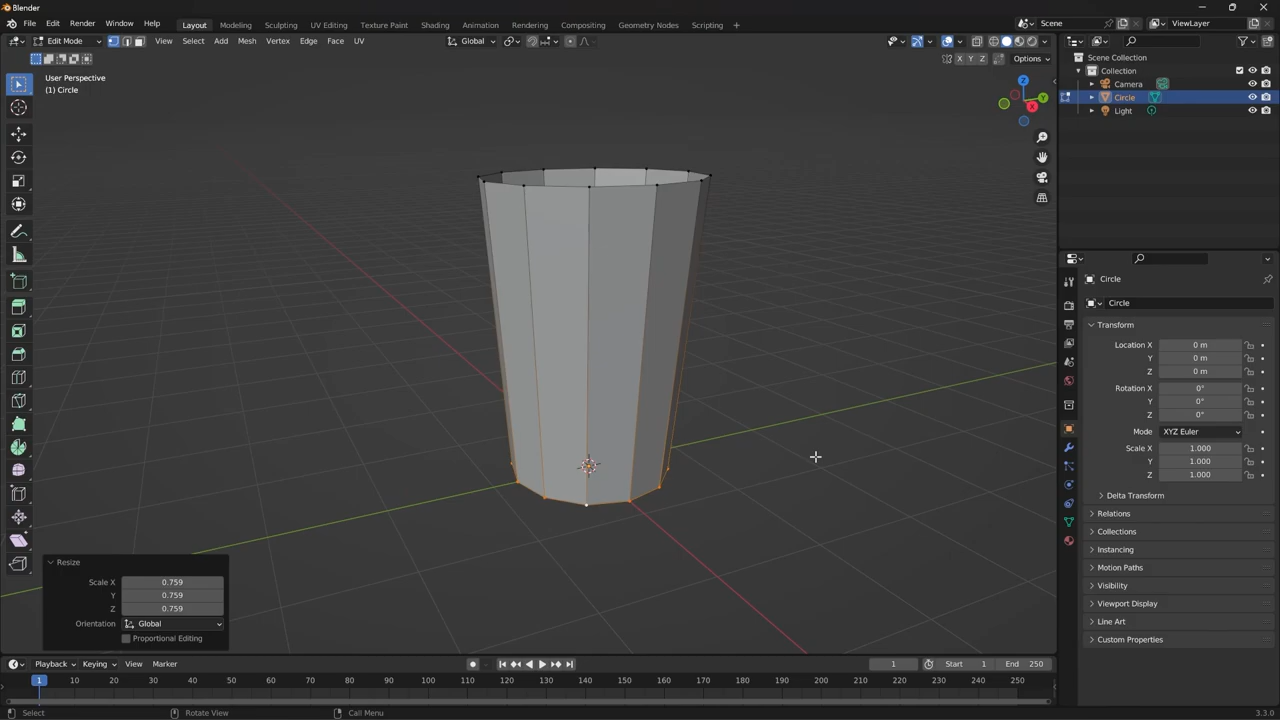 Blender
File Edit Render Window Help Layout Modeling Sculpting UV Editing Texture Paint Shading Animation Rendering Compositing Geometry Nodes Scripting + Scene ViewLayer
Edit Mode View Select Add Mesh Vertex Edge Face UV Global
X Y Z Options
User Perspective
(1) Circle
Z
Y
X
Scene Collection
Collection
Camera
Circle
Light
Circle
Circle
Transform
Location X 0 m
Y 0 m
Z 0 m
Rotation X 0°
Y 0°
Z 0°
Mode XYZ Euler
Scale X 1.000
Y 1.000
Z 1.000
Delta Transform
Relations
Collections
Instancing
Motion Paths
Visibility
Viewport Display
Line Art
Custom Properties
Resize
Scale X 0.759
Y 0.759
Z 0.759
Orientation Global
Proportional Editing
Playback Keying View Marker 1 Start 1 End 250
1 10 20 30 40 50 60 70 80 90 100 110 120 130 140 150 160 170 180 190 200 210 220 230 240 250
Select Rotate View Call Menu 3.3.0